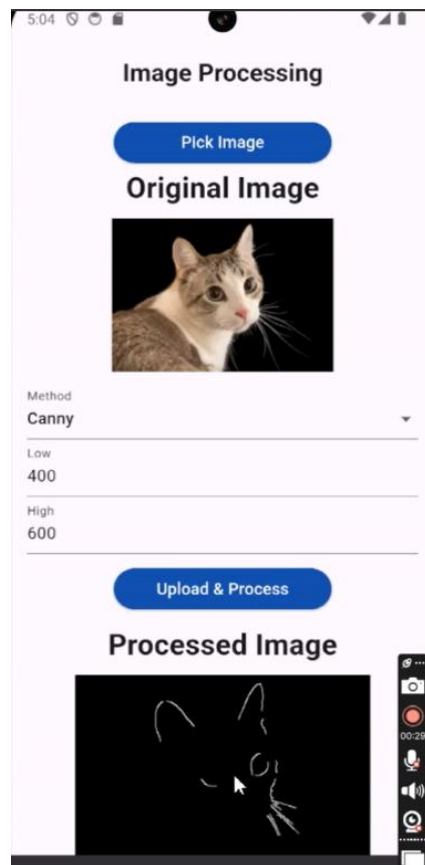 5:04
Image Processing
Pick Image
Original Image
Method
Canny
Low
400
High
600
Upload & Process
Processed Image
00:29